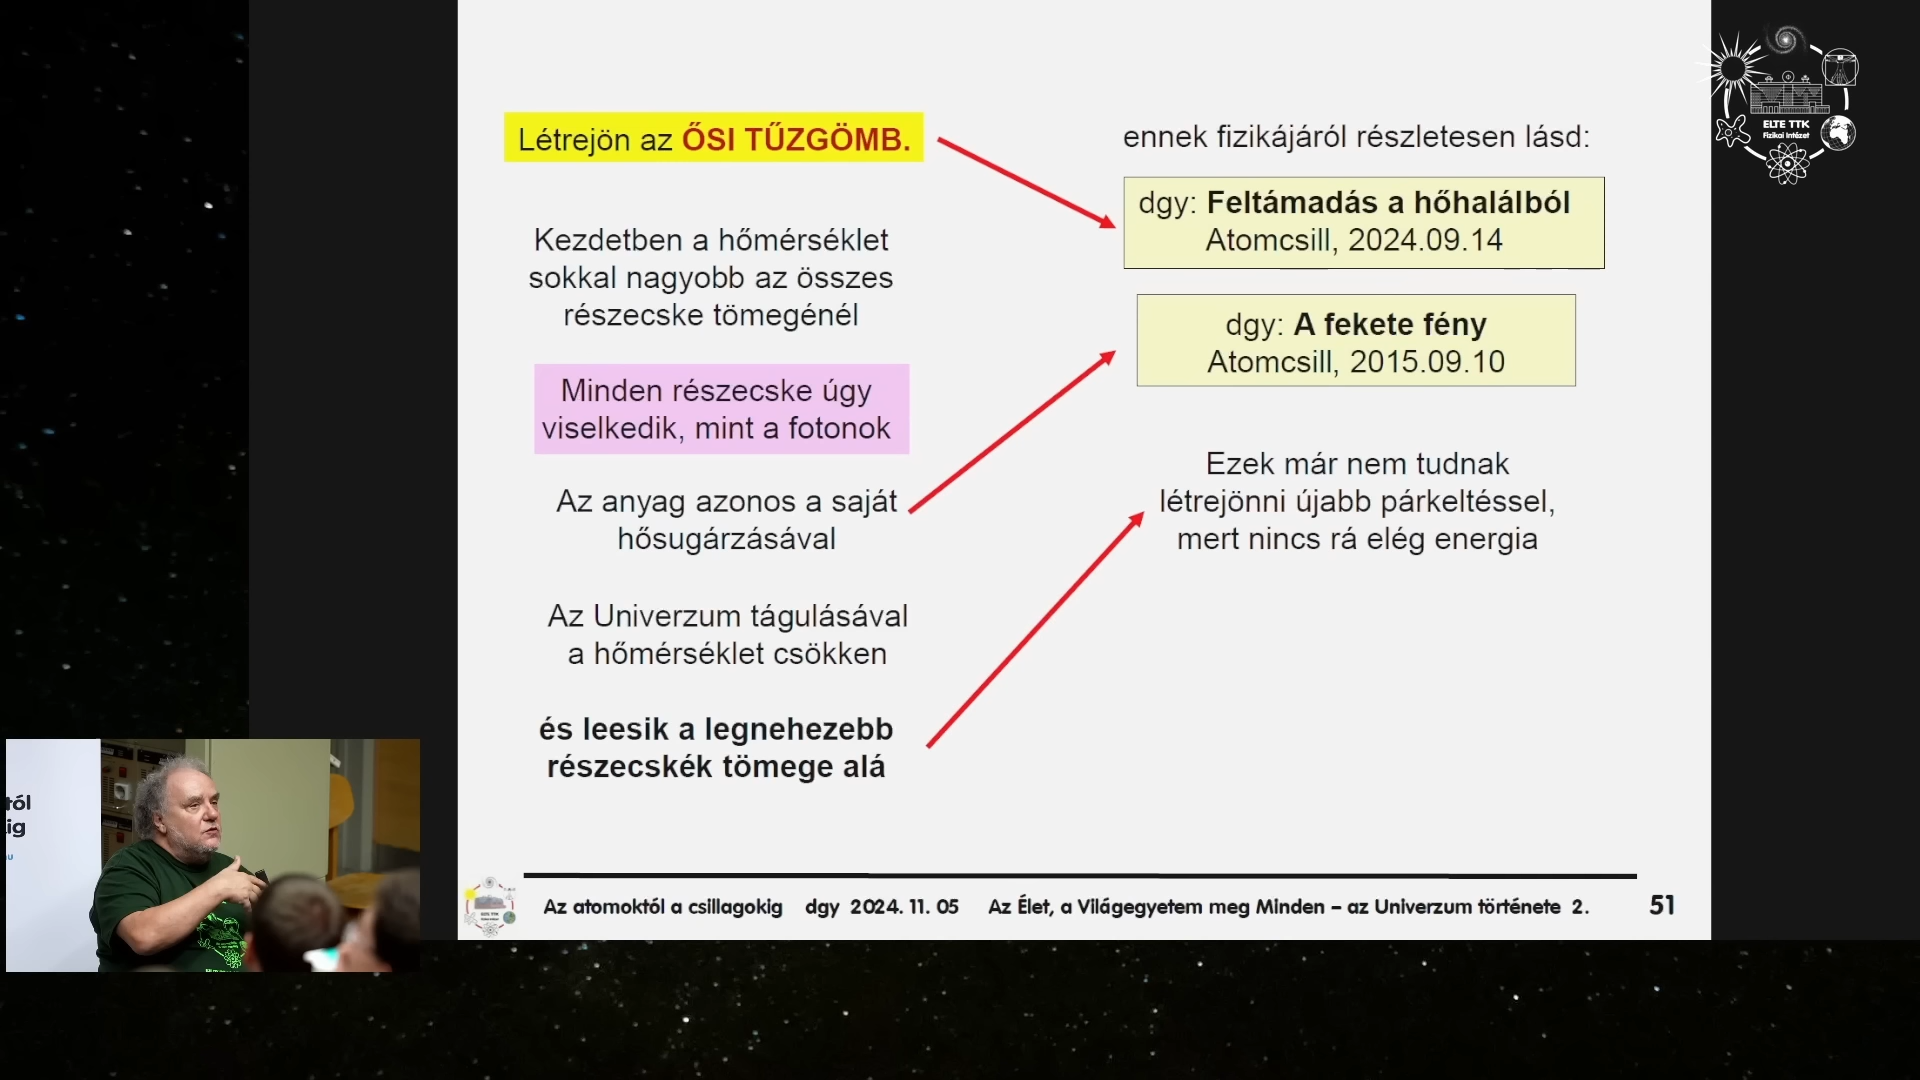 Létrejön az ŐSI TŰZGÖMB.
Kezdetben a hőmérséklet
sokkal nagyobb az összes
részecske tömegénél
Minden részecske úgy
viselkedik, mint a fotonok
Az anyag azonos a saját
hősugárzásával
Az Univerzum tágulásával
a hőmérséklet csökken
és leesik a legnehezebb
részecskék tömege alá
ennek fizikájáról részletesen lásd:
dgy: Feltámadás a hőhalálból
Atomcsill, 2024.09.14
dgy: A fekete fény
Atomcsill, 2015.09.10
Ezek már nem tudnak
létrejönni újabb párkeltéssel,
mert nincs rá elég energia
Az atomoktól a csillagokig dgy 2024. 11. 05 Az Élet, a Világegyetem meg Minden – az Univerzum története 2. 51
ELTE TTK
Fizikai Intézet
tól
ig